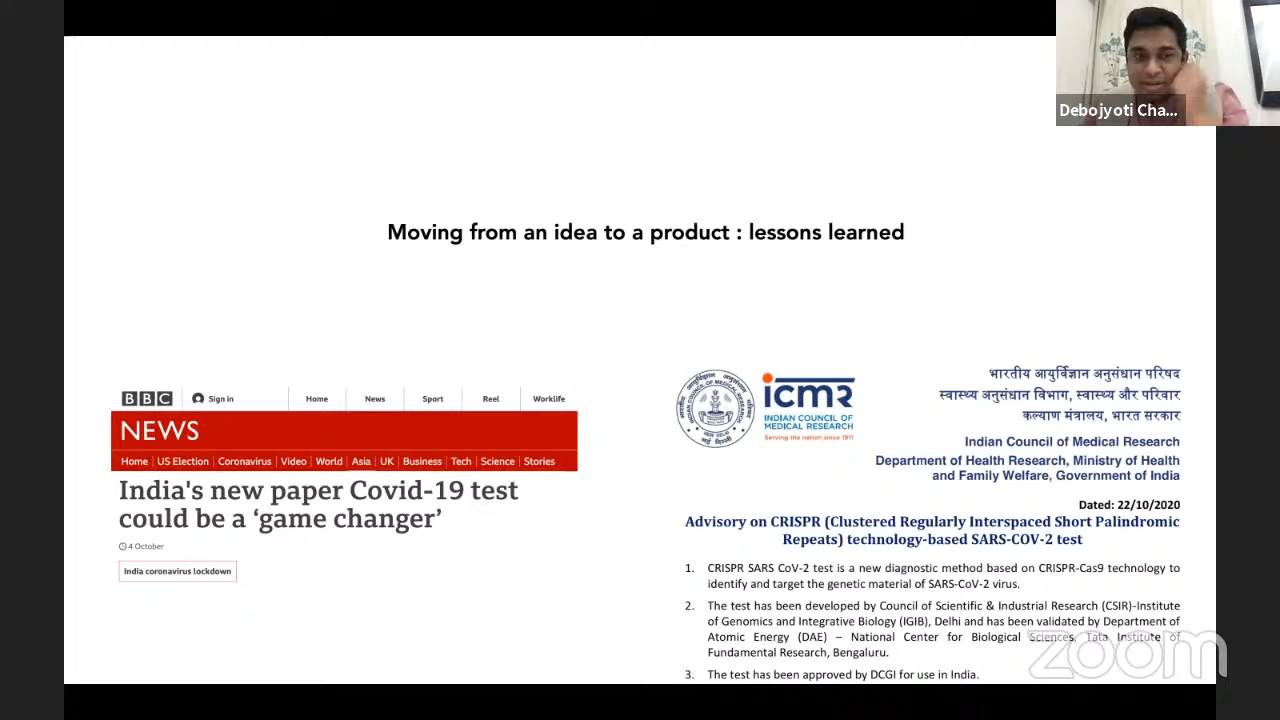 Debojyoti Cha...
Moving from an idea to a product : lessons learned
BBC Sign in Home News Sport Reel Worklife
NEWS
Home US Election Coronavirus Video World Asia UK Business Tech Science Stories
India's new paper Covid-19 test
could be a ‘game changer’
4 October
India coronavirus lockdown
icmr
INDIAN COUNCIL OF
MEDICAL RESEARCH
Serving the nation since 1911
भारतीय आयुर्विज्ञान अनुसंधान परिषद
स्वास्थ्य अनुसंधान विभाग, स्वास्थ्य और परिवार
कल्याण मंत्रालय, भारत सरकार
Indian Council of Medical Research
Department of Health Research, Ministry of Health
and Family Welfare, Government of India
Dated: 22/10/2020
Advisory on CRISPR (Clustered Regularly Interspaced Short Palindromic
Repeats) technology-based SARS-COV-2 test
1. CRISPR SARS CoV-2 test is a new diagnostic method based on CRISPR-Cas9 technology to
identify and target the genetic material of SARS-CoV-2 virus.
2. The test has been developed by Council of Scientific & Industrial Research (CSIR)-Institute
of Genomics and Integrative Biology (IGIB), Delhi and has been validated by Department of
Atomic Energy (DAE) – National Center for Biological Sciences, Tata Institute of
Fundamental Research, Bengaluru.
3. The test has been approved by DCGI for use in India.
zoom